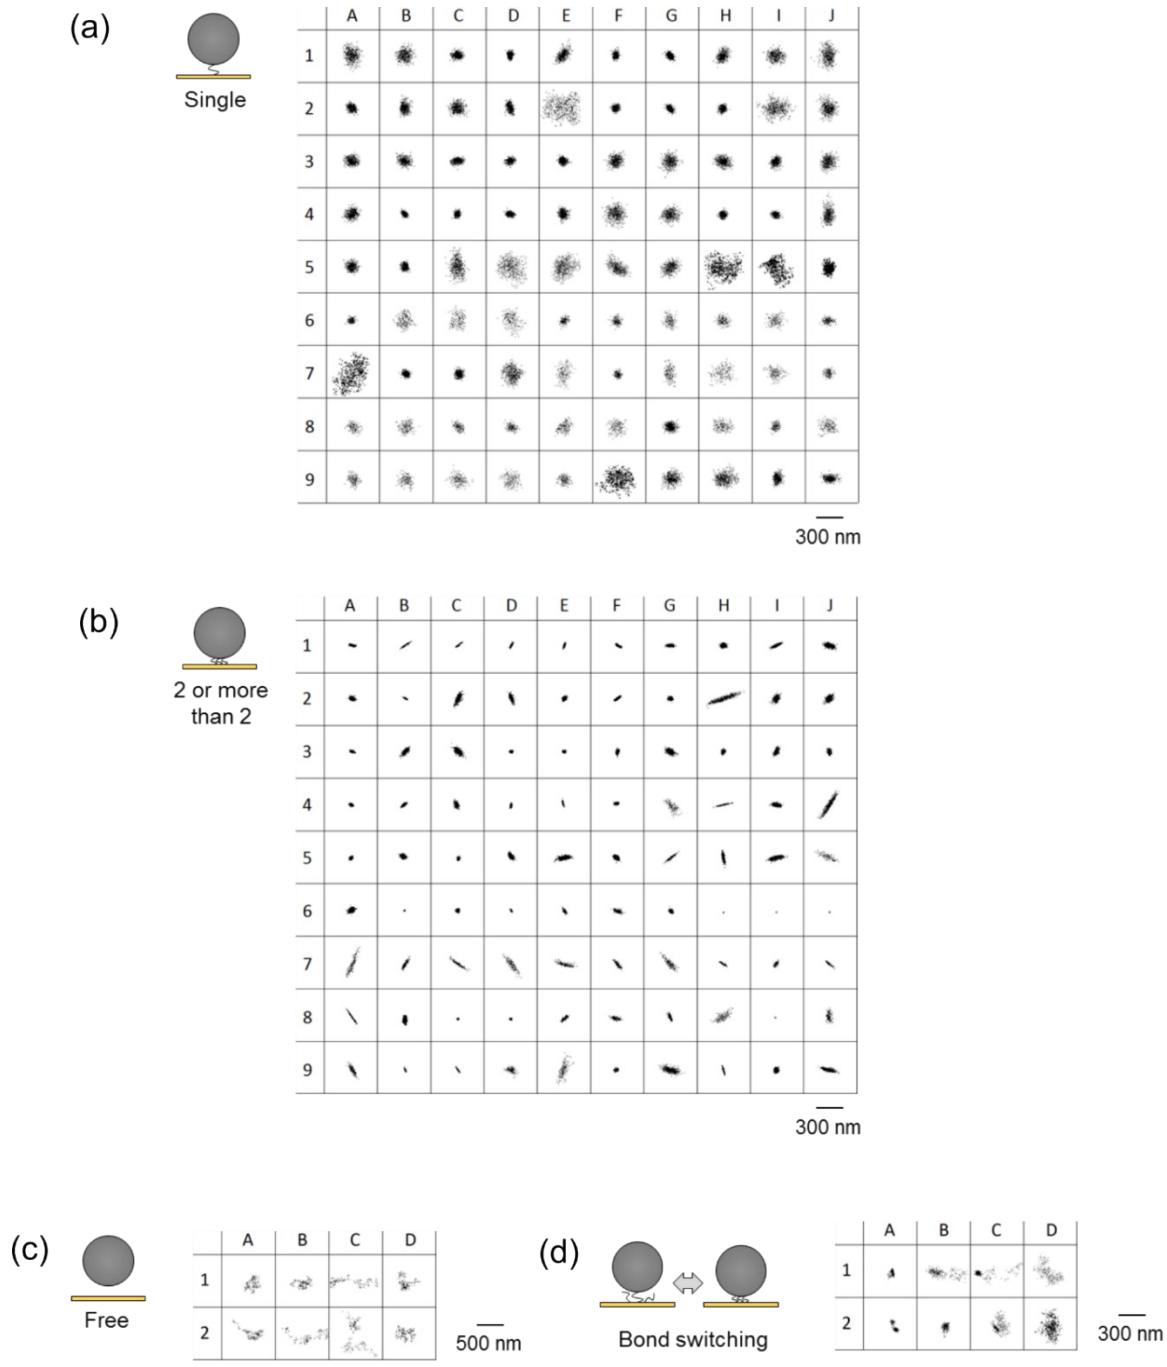 (a)
Single
A B C D E F G H I J
1
2
3
4
5
6
7
8
9
300 nm
(b)
2 or more
than 2
A B C D E F G H I J
1
2
3
4
5
6
7
8
9
300 nm
(c)
Free
A B C D
1
2
500 nm
(d)
Bond switching
A B C D
1
2
300 nm